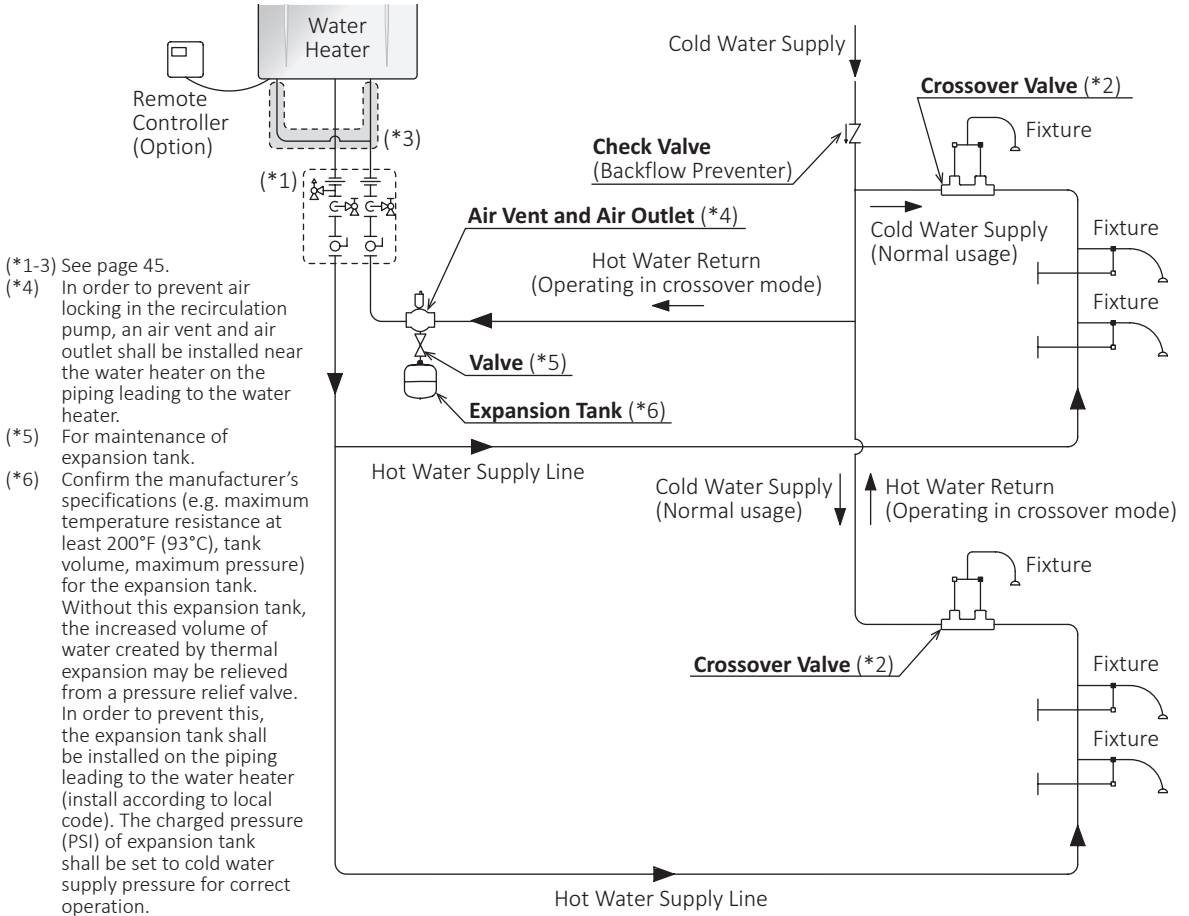 Water
Heater
Remote
Controller
(Option)
(*3)
(*1)
Cold Water Supply
Crossover Valve (*2)
Fixture
Check Valve
(Backflow Preventer)
Air Vent and Air Outlet (*4)
Cold Water Supply
(Normal usage)
Fixture
Hot Water Return
(Operating in crossover mode)
Fixture
Valve (*5)
Expansion Tank (*6)
Hot Water Supply Line
(*1-3) See page 45.
(*4) In order to prevent air
locking in the recirculation
pump, an air vent and air
outlet shall be installed near
the water heater on the
piping leading to the water
heater.
(*5) For maintenance of
expansion tank.
(*6) Confirm the manufacturer’s
specifications (e.g. maximum
temperature resistance at
least 200°F (93°C), tank
volume, maximum pressure)
for the expansion tank.
Without this expansion tank,
the increased volume of
water created by thermal
expansion may be relieved
from a pressure relief valve.
In order to prevent this,
the expansion tank shall
be installed on the piping
leading to the water heater
(install according to local
code). The charged pressure
(PSI) of expansion tank
shall be set to cold water
supply pressure for correct
operation.
Cold Water Supply
(Normal usage)
Hot Water Return
(Operating in crossover mode)
Fixture
Crossover Valve (*2)
Fixture
Fixture
Hot Water Supply Line